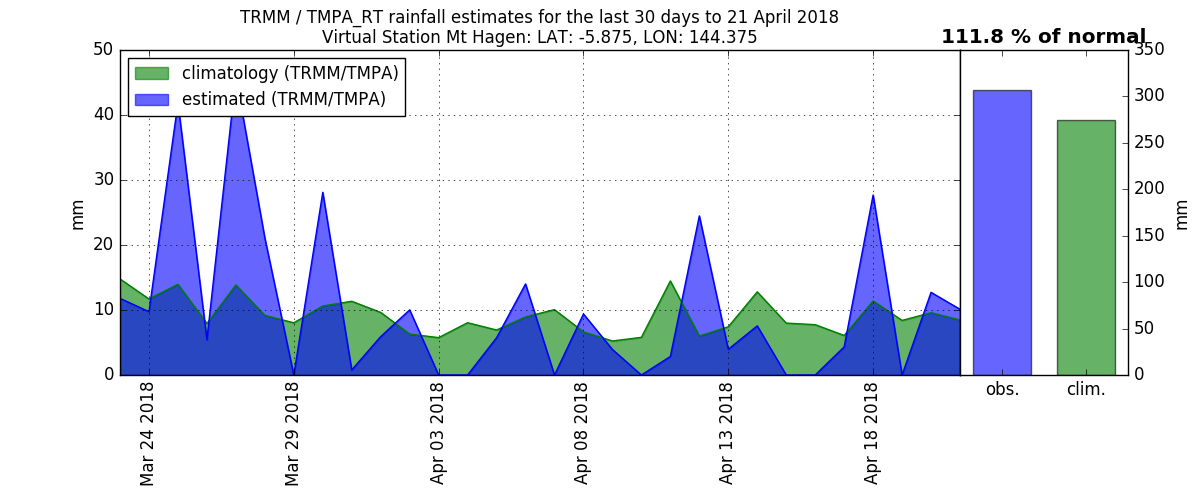 TRMM / TMPA_RT rainfall estimates for the last 30 days to 21 April 2018
Virtual Station Mt Hagen: LAT: -5.875, LON: 144.375
111.8 % of normal
climatology (TRMM/TMPA)
estimated (TRMM/TMPA)
50
40
30
20
10
0
mm
Mar 24 2018
Mar 29 2018
Apr 03 2018
Apr 08 2018
Apr 13 2018
Apr 18 2018
obs.
clim.
350
300
250
200
150
100
50
0
mm